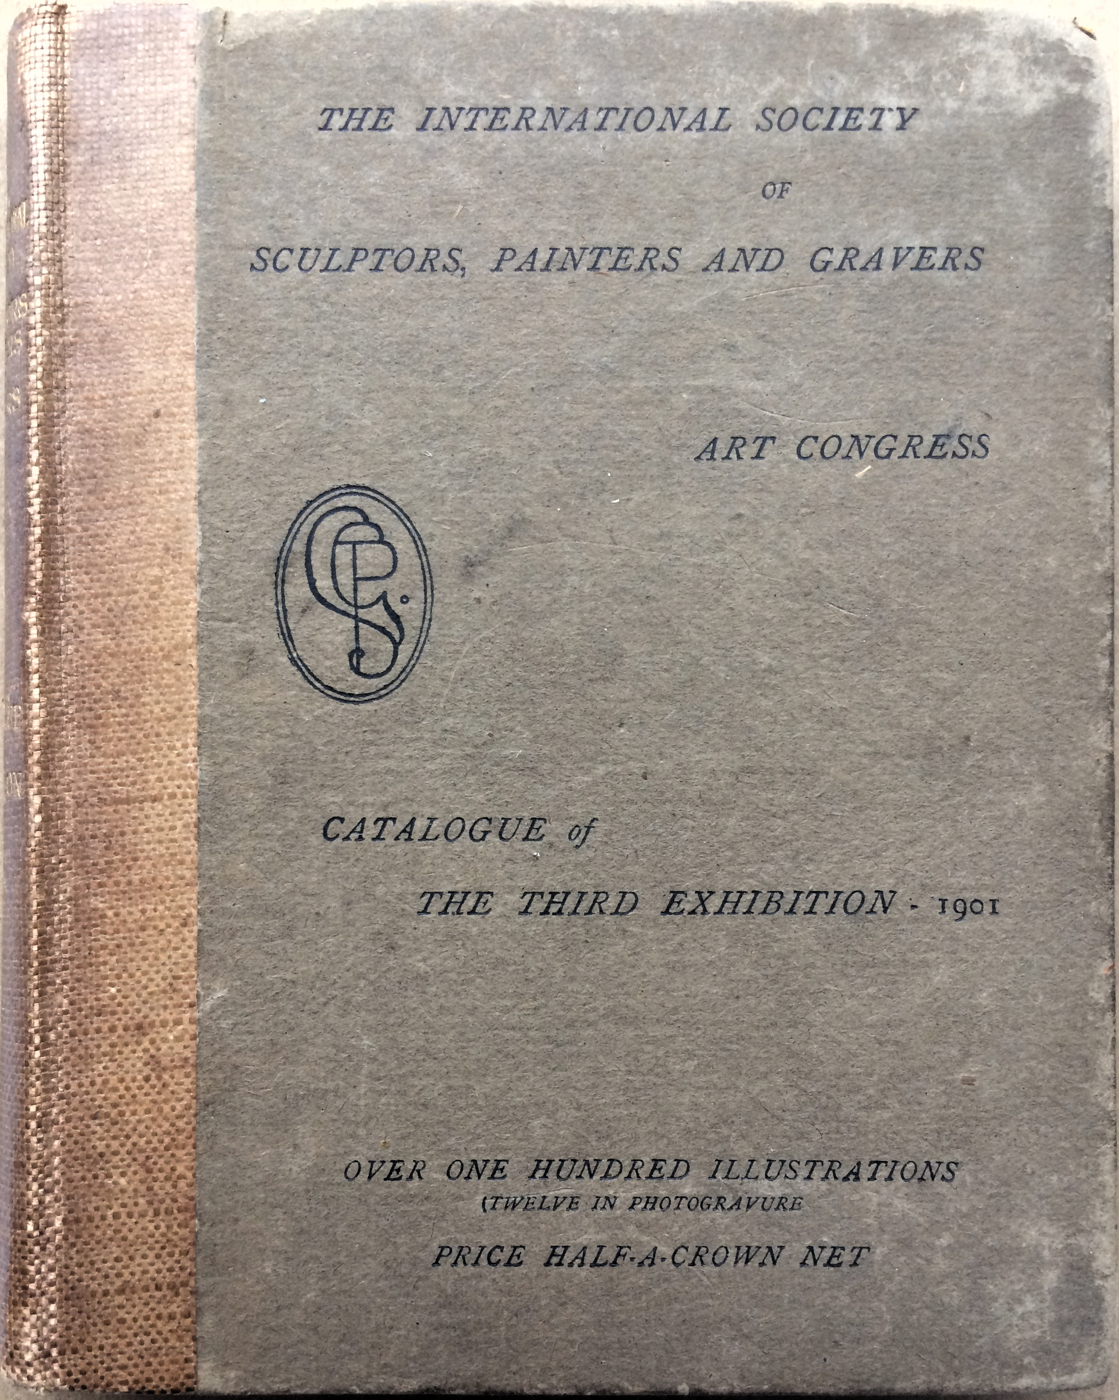 THE INTERNATIONAL SOCIETY
OF
SCULPTORS, PAINTERS AND GRAVERS
ART CONGRESS
CATALOGUE of
THE THIRD EXHIBITION - 1901
OVER ONE HUNDRED ILLUSTRATIONS
(TWELVE IN PHOTOGRAVURE
PRICE HALF-A-CROWN NET